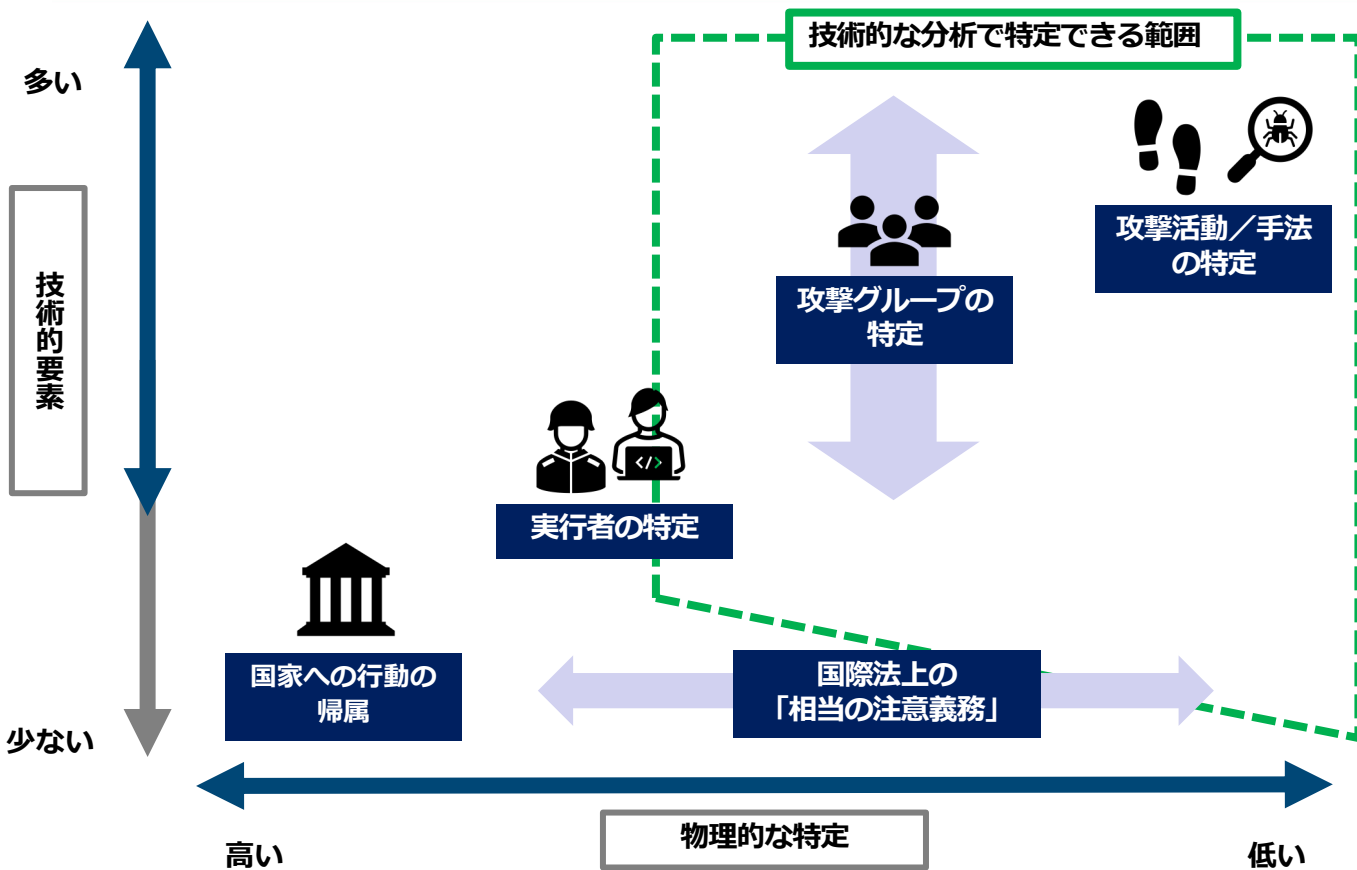 技術的な分析で特定できる範囲
多い
攻撃活動／手法
の特定
攻撃グループの
特定
技術的要素
</>
実行者の特定
国家への行動の
帰属
国際法上の
「相当の注意義務」
少ない
物理的な特定
高い
低い